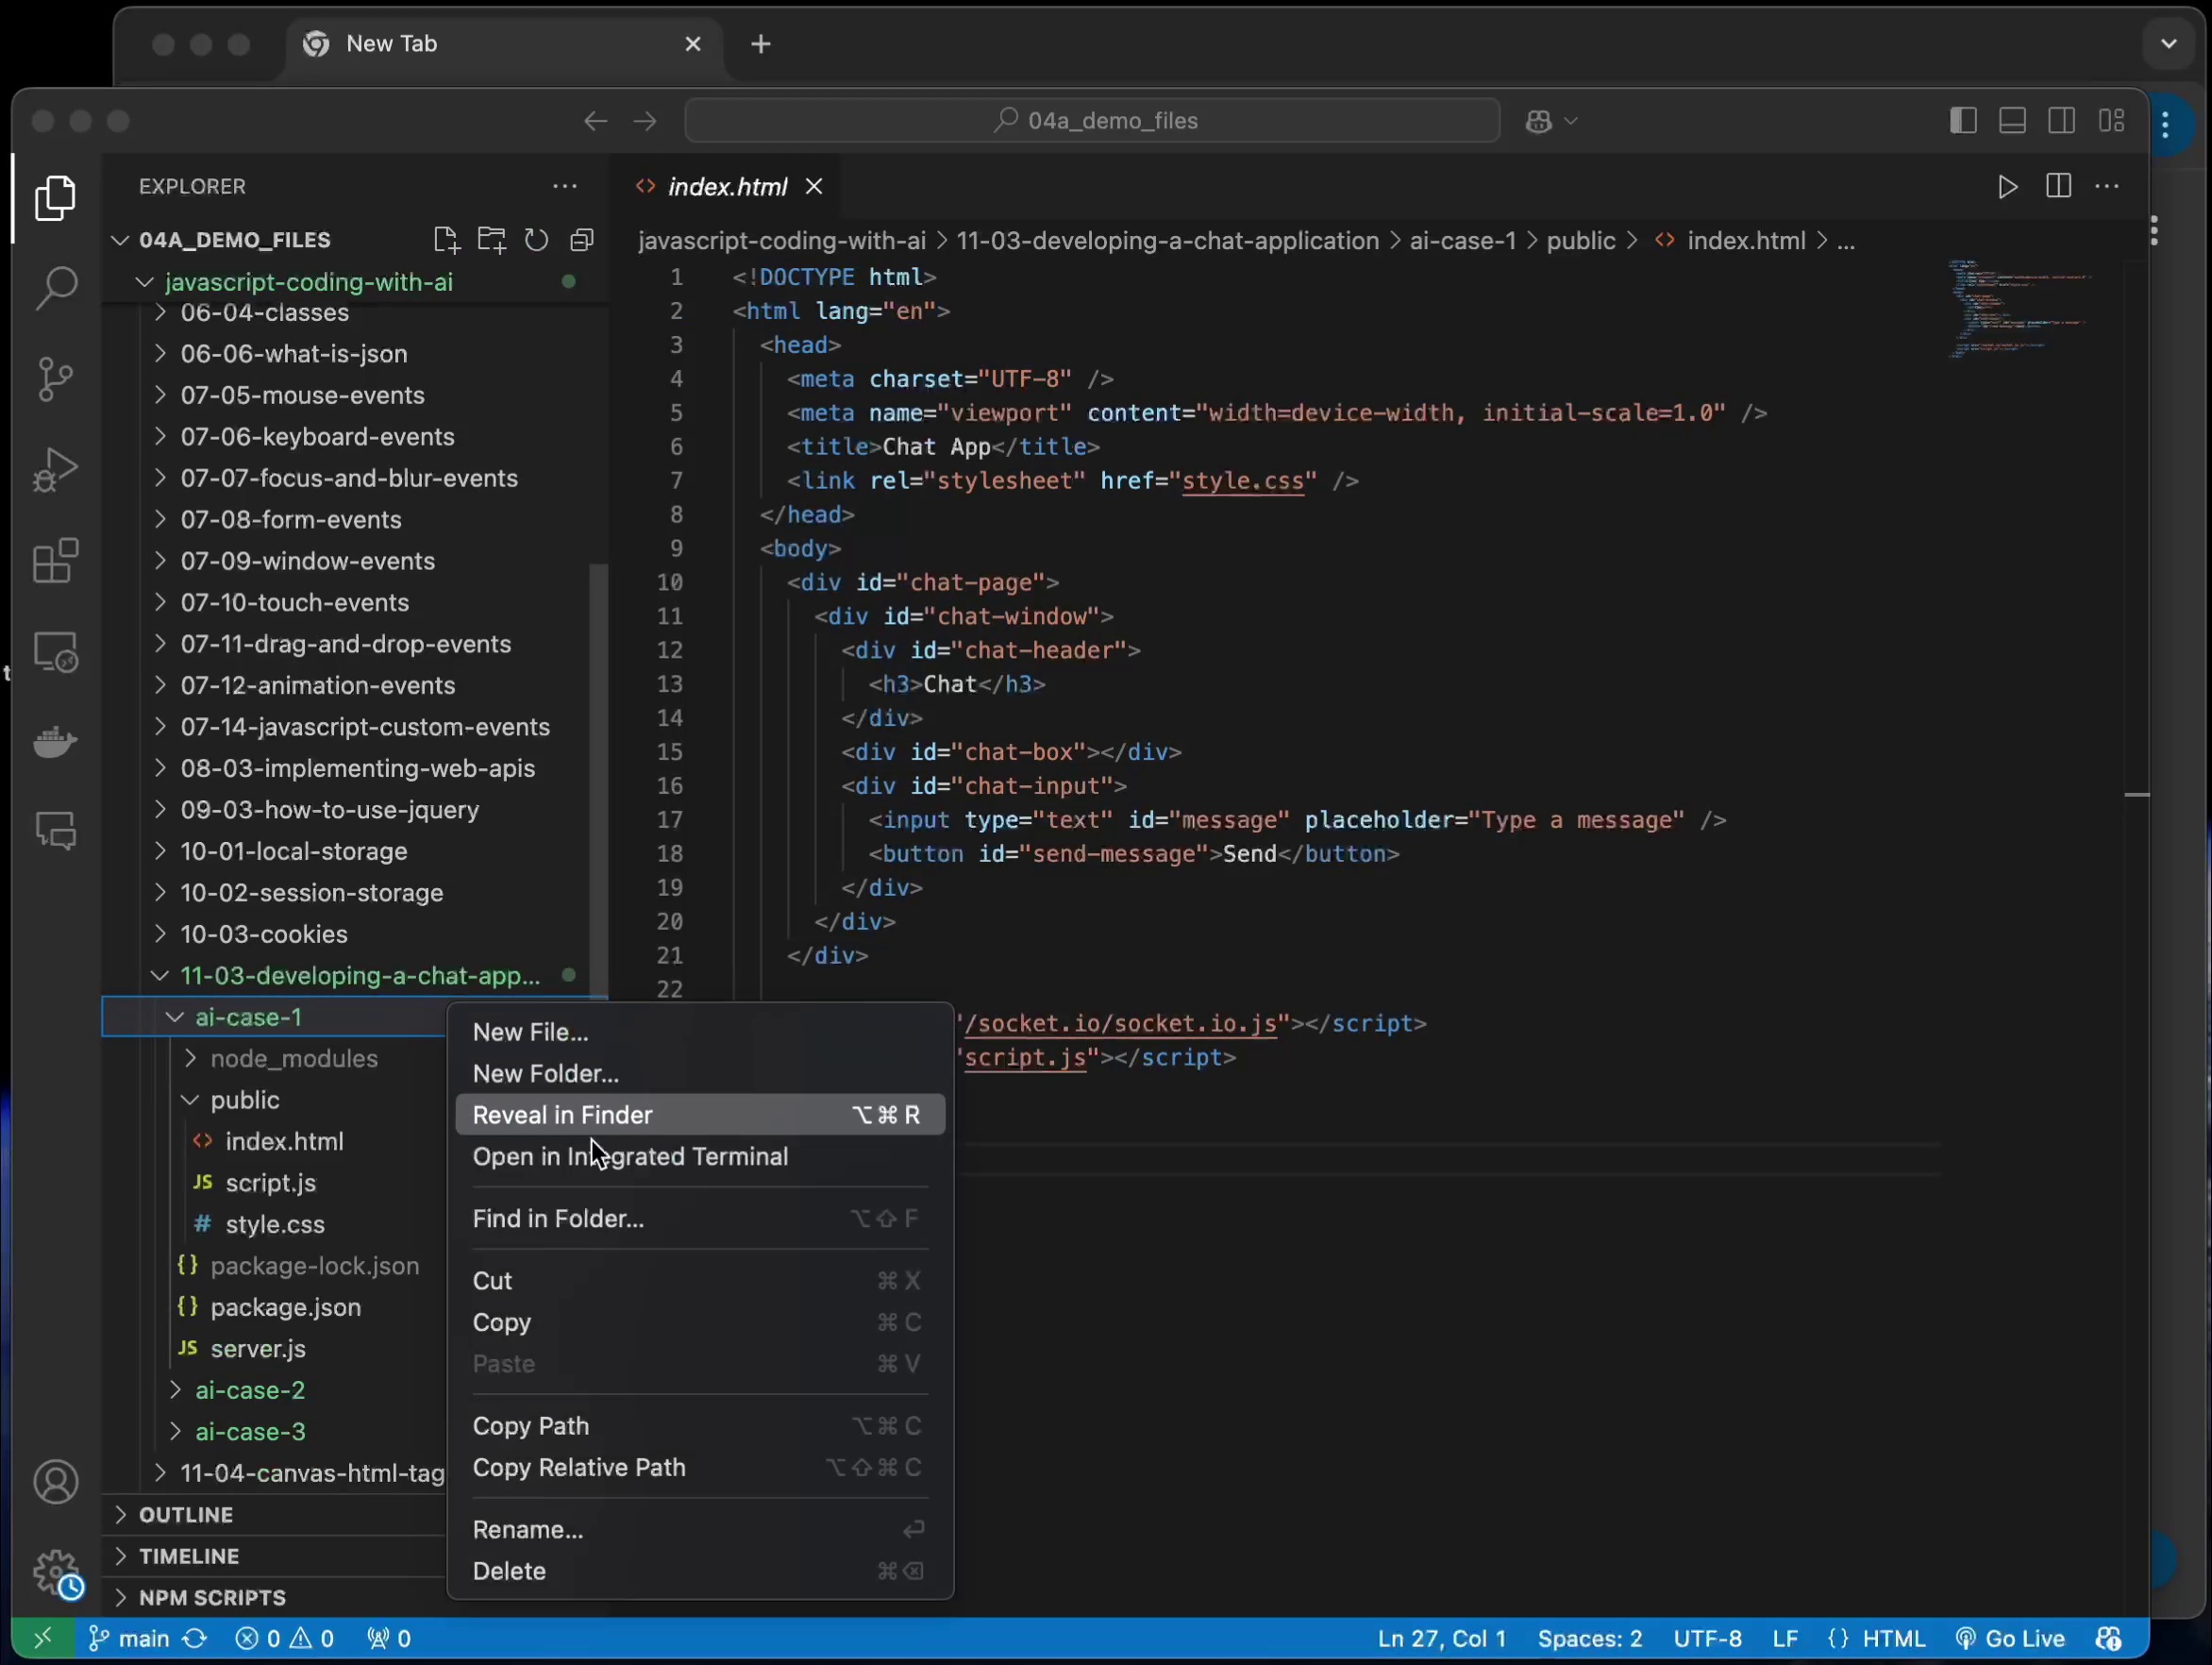 New Tab
04a_demo_files
EXPLORER
index.html
04A_DEMO_FILES
javascript-coding-with-ai
06-04-classes
06-06-what-is-json
07-05-mouse-events
07-06-keyboard-events
07-07-focus-and-blur-events
07-08-form-events
07-09-window-events
07-10-touch-events
07-11-drag-and-drop-events
07-12-animation-events
07-14-javascript-custom-events
08-03-implementing-web-apis
09-03-how-to-use-jquery
10-01-local-storage
10-02-session-storage
10-03-cookies
11-03-developing-a-chat-app...
ai-case-1
node_modules
public
index.html
script.js
style.css
package-lock.json
package.json
server.js
ai-case-2
ai-case-3
11-04-canvas-html-tag
OUTLINE
TIMELINE
NPM SCRIPTS
javascript-coding-with-ai > 11-03-developing-a-chat-application > ai-case-1 > public > index.html > ...
1 <!DOCTYPE html>
2 <html lang="en">
3 <head>
4 <meta charset="UTF-8" />
5 <meta name="viewport" content="width=device-width, initial-scale=1.0" />
6 <title>Chat App</title>
7 <link rel="stylesheet" href="style.css" />
8 </head>
9 <body>
10 <div id="chat-page">
11 <div id="chat-window">
12 <div id="chat-header">
13 <h3>Chat</h3>
14 </div>
15 <div id="chat-box"></div>
16 <div id="chat-input">
17 <input type="text" id="message" placeholder="Type a message" />
18 <button id="send-message">Send</button>
19 </div>
20 </div>
21 </div>
22
/socket.io/socket.io.js"></script>
script.js"></script>
New File...
New Folder...
Reveal in Finder ⌥⌘R
Open in Integrated Terminal
Find in Folder... ⌥⇧F
Cut ⌘X
Copy ⌘C
Paste ⌘V
Copy Path ⌥⌘C
Copy Relative Path ⌥⇧⌘C
Rename... ⏎
Delete ⌘⌫
main 0 0 0 Ln 27, Col 1 Spaces: 2 UTF-8 LF {} HTML Go Live